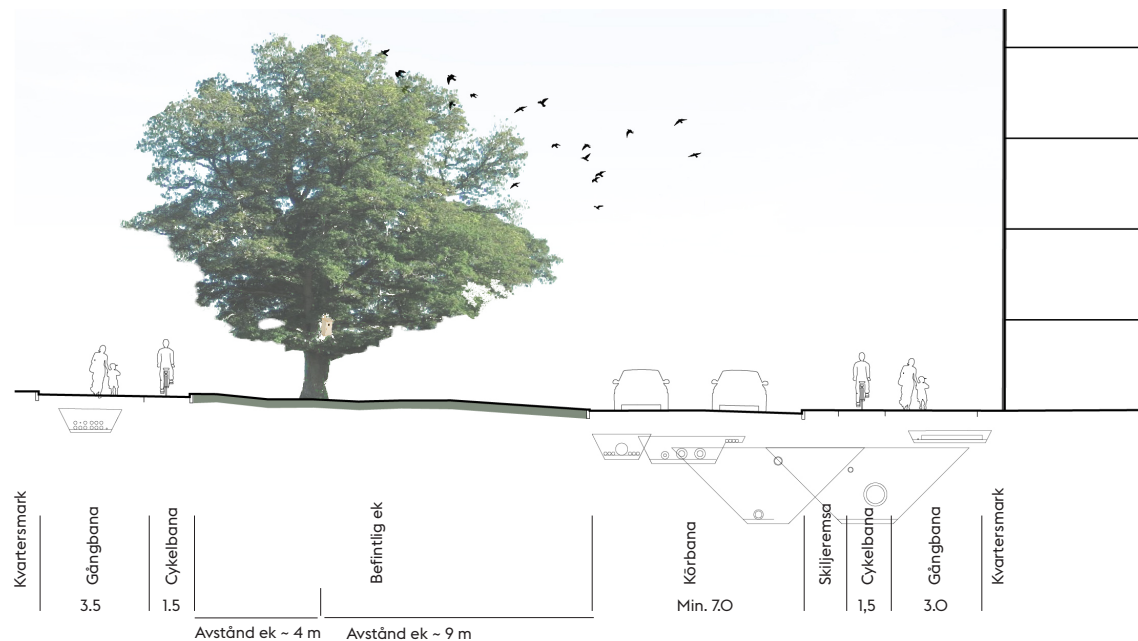 Kvartersmark
Gångbana
Cykelbana
Befintlig ek
Körbana
Skiljeremsa
Cykelbana
Gångbana
Kvartersmark
3.5
1.5
Min. 7.0
1,5
3.0
Avstånd ek ~ 4 m
Avstånd ek ~ 9 m